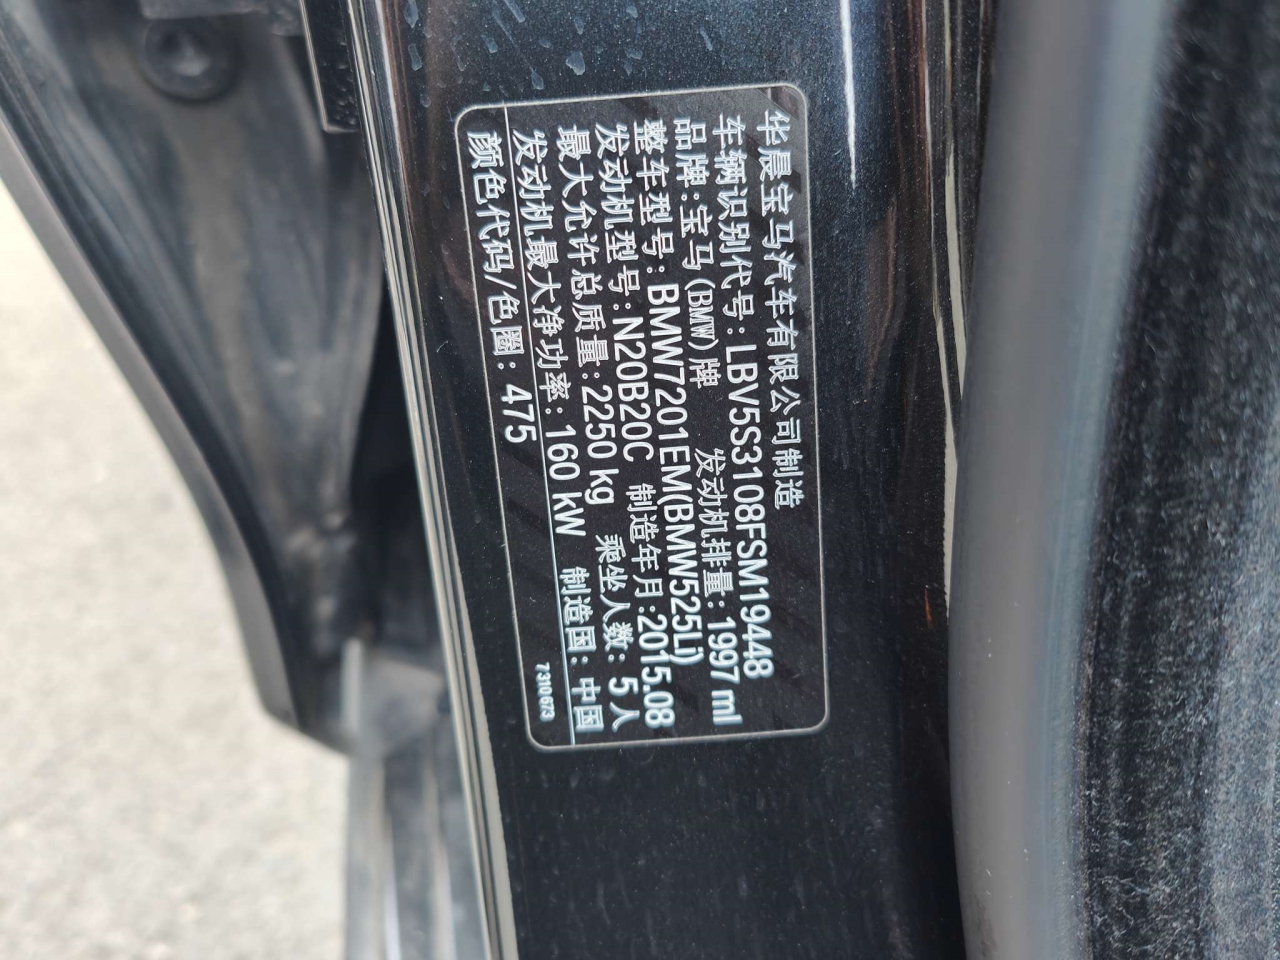 华晨宝马汽车有限公司制造
车辆识别代号: LBV5S3108FSM19448
品牌:宝马(BMW)牌 发动机排量: 1997 ml
整车型号: BMW7201EM(BMW525Li)
发动机型号: N20B20C 制造年月:2015.08
最大允许总质量:2250 kg 乘坐人数: 5 人
发动机最大净功率: 160 kW 制造国: 中国
颜色代码/色圈: 475
7310673